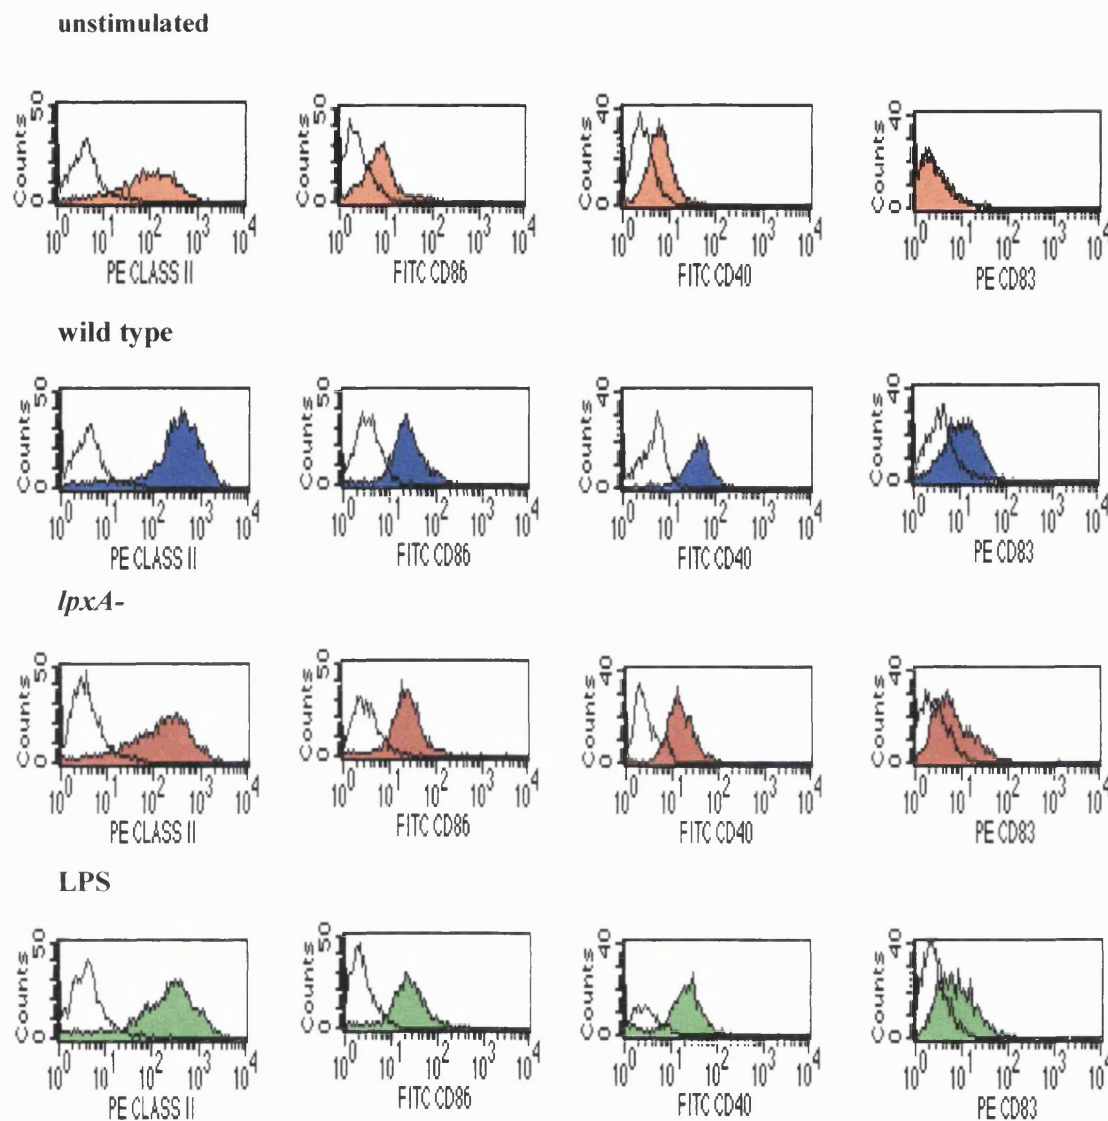 unstimulated
Counts 0 50 10^0 10^1 10^2 10^3 10^4 PE CLASS II
Counts 0 50 10^0 10^1 10^2 10^3 10^4 FITC CD86
Counts 0 40 10^0 10^1 10^2 10^3 10^4 FITC CD40
Counts 0 40 10^0 10^1 10^2 10^3 10^4 PE CD83
wild type
Counts 0 50 10^0 10^1 10^2 10^3 10^4 PE CLASS II
Counts 0 50 10^0 10^1 10^2 10^3 10^4 FITC CD86
Counts 0 40 10^0 10^1 10^2 10^3 10^4 FITC CD40
Counts 0 40 10^0 10^1 10^2 10^3 10^4 PE CD83
lpxA-
Counts 0 50 10^0 10^1 10^2 10^3 10^4 PE CLASS II
Counts 0 50 10^0 10^1 10^2 10^3 10^4 FITC CD86
Counts 0 40 10^0 10^1 10^2 10^3 10^4 FITC CD40
Counts 0 40 10^0 10^1 10^2 10^3 10^4 PE CD83
LPS
Counts 0 50 10^0 10^1 10^2 10^3 10^4 PE CLASS II
Counts 0 50 10^0 10^1 10^2 10^3 10^4 FITC CD86
Counts 0 40 10^0 10^1 10^2 10^3 10^4 FITC CD40
Counts 0 40 10^0 10^1 10^2 10^3 10^4 PE CD83